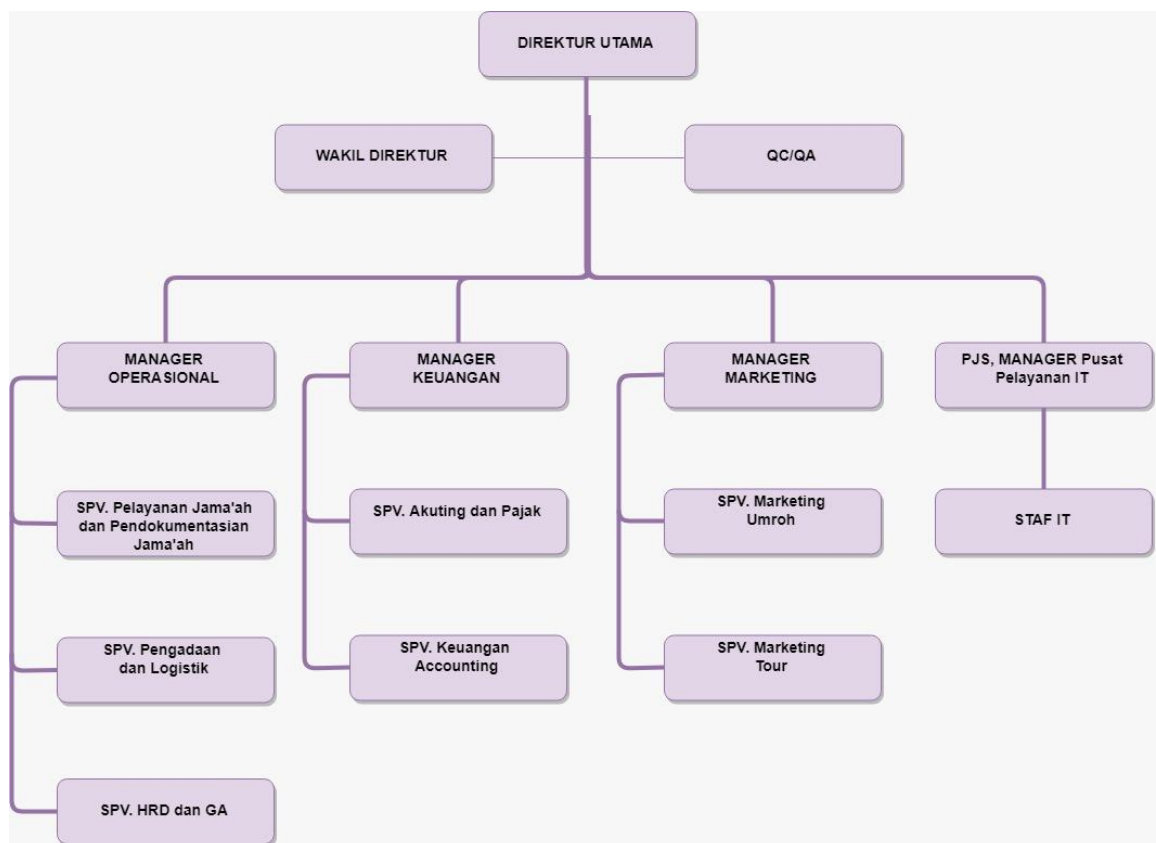 DIREKTUR UTAMA
WAKIL DIREKTUR
QC/QA
MANAGER
OPERASIONAL
MANAGER
KEUANGAN
MANAGER
MARKETING
PJS, MANAGER Pusat
Pelayanan IT
SPV. Pelayanan Jama'ah
dan Pendokumentasian
Jama'ah
SPV. Akuting dan Pajak
SPV. Marketing
Umroh
STAF IT
SPV. Pengadaan
dan Logistik
SPV. Keuangan
Accounting
SPV. Marketing
Tour
SPV. HRD dan GA